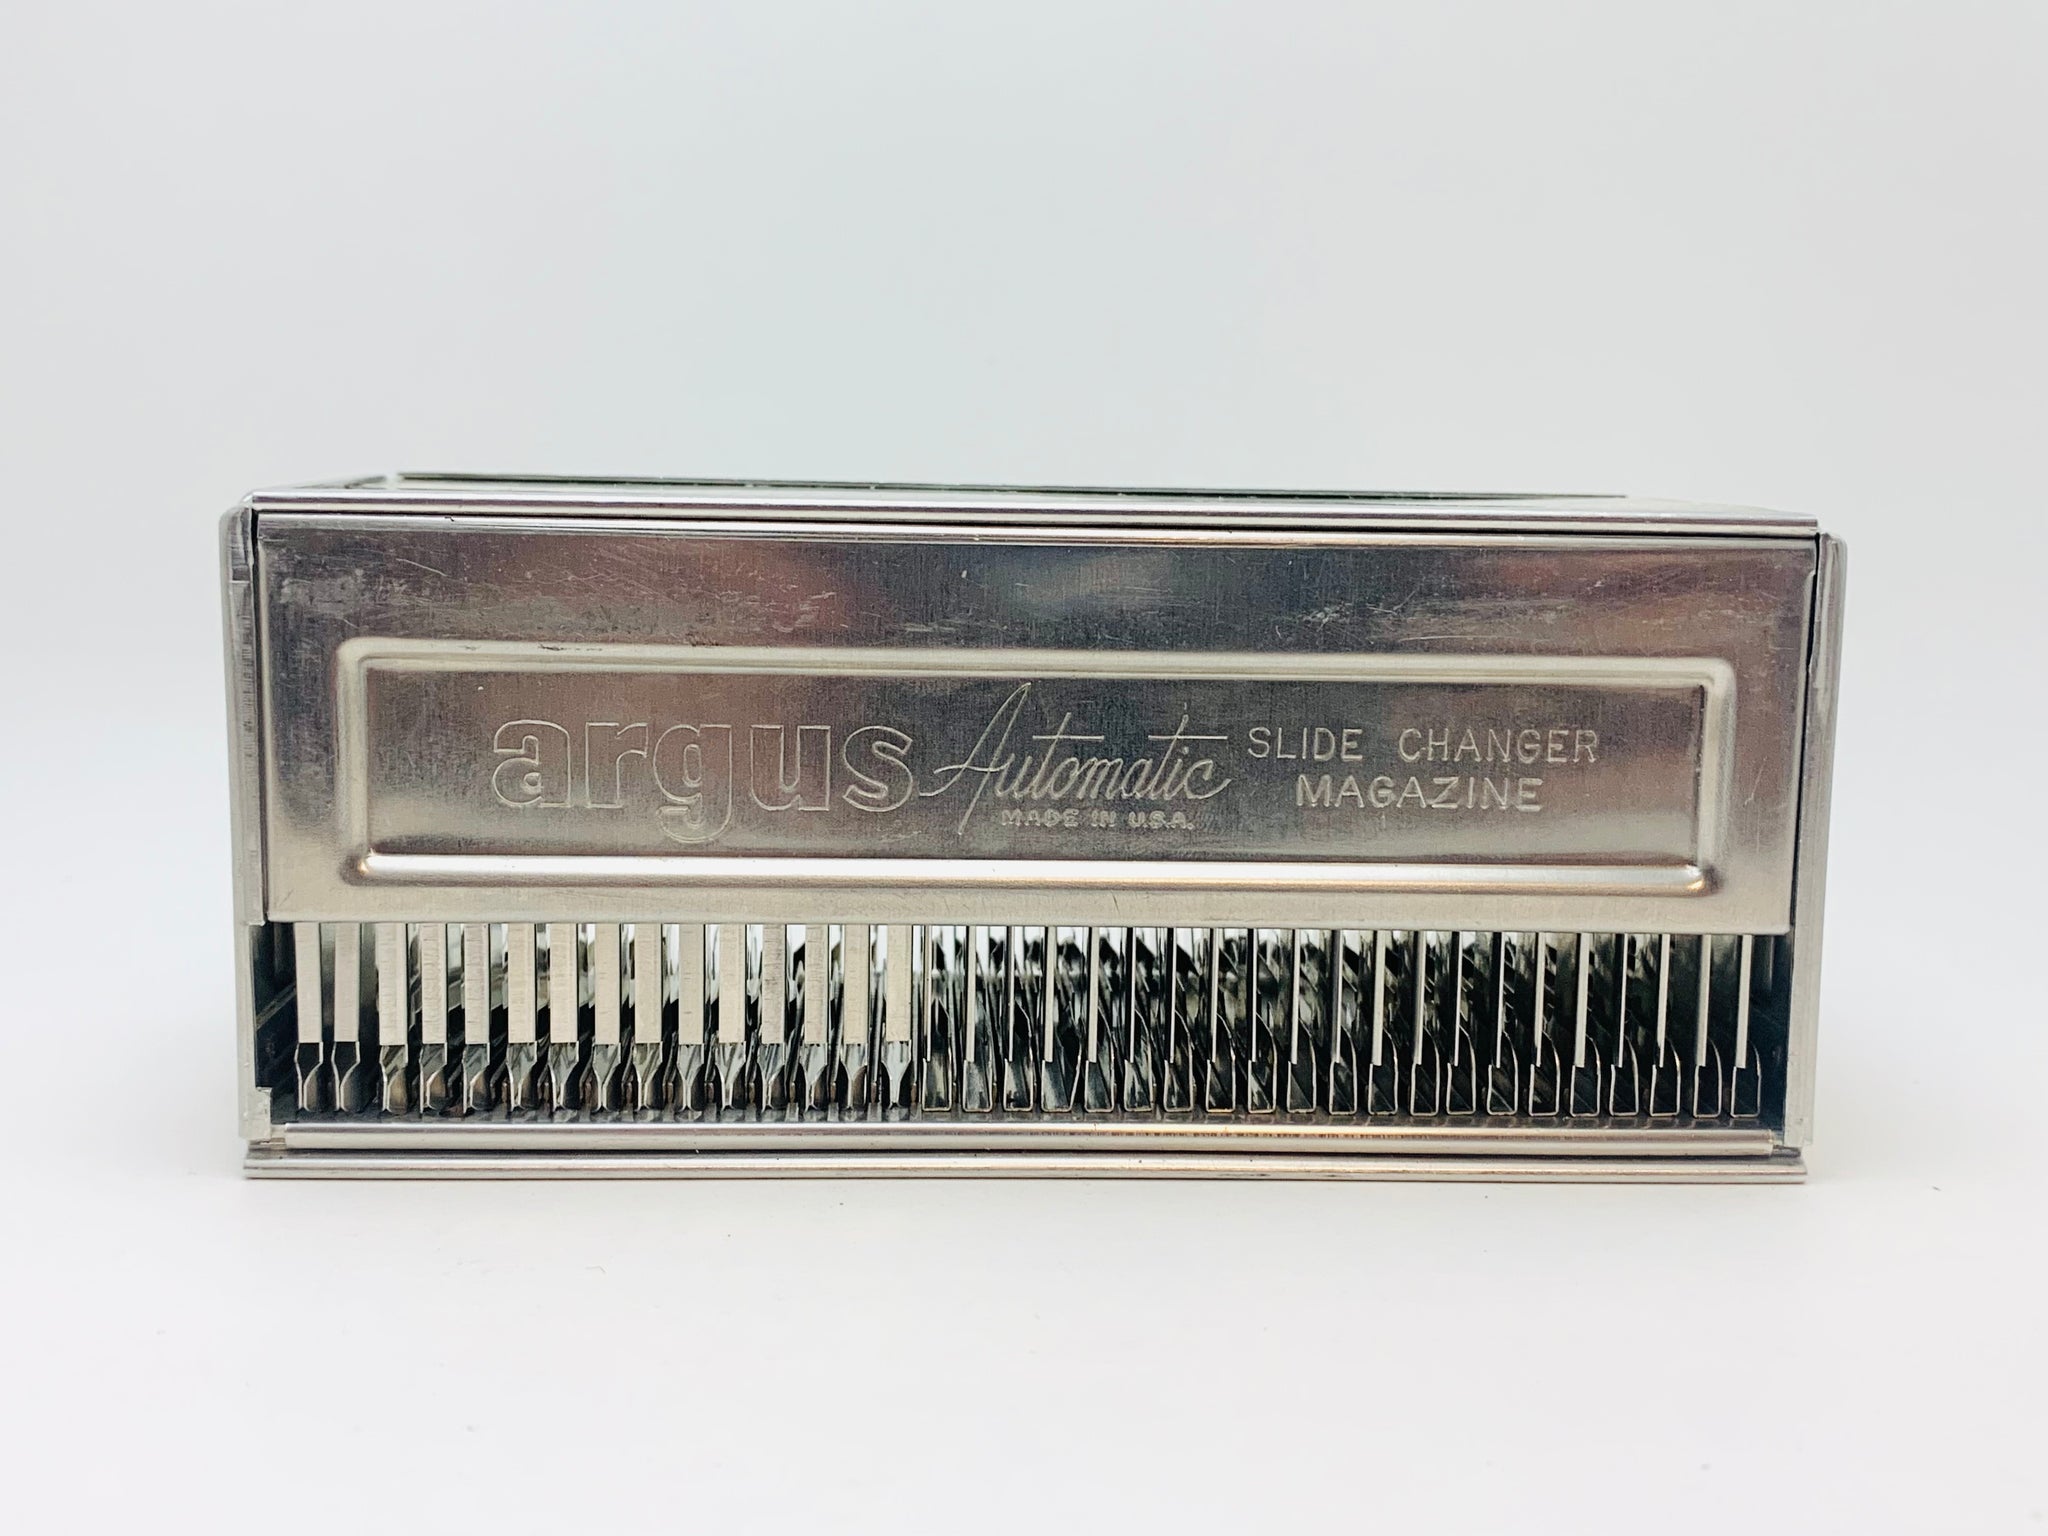 argus Automatic SLIDE CHANGER
MAGAZINE
MADE IN U.S.A.